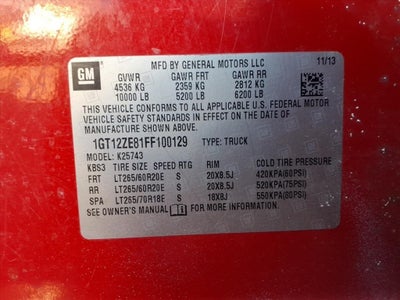 GM
MFD BY GENERAL MOTORS LLC 11/13
GVWR GAWR FRT GAWR RR
4536 KG 2359 KG 2812 KG
10000 LB 5200 LB 6200 LB
THIS VEHICLE CONFORMS TO ALL APPLICABLE U.S. FEDERAL MOTOR
VEHICLE SAFETY STANDARDS IN EFFECT ON THE DATE OF
MANUFACTURE SHOWN ABOVE.
1GT12ZE81FF100129 TYPE: TRUCK
MODEL: K25743
KBS3 TIRE SIZE SPEED RTG RIM COLD TIRE PRESSURE
FRT LT265/60R20E S 20X8.5J 420KPA(60PSI)
RR LT265/60R20E S 20X8.5J 520KPA(75PSI)
SPA LT265/70R18E S 18X8J 550KPA(80PSI)
SEE OWNER'S MANUAL FOR ADDITIONAL INFORMATION.